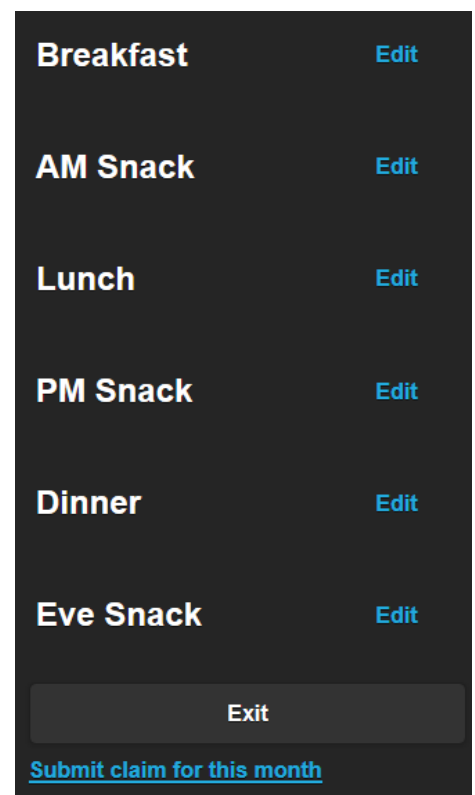 Breakfast Edit
AM Snack Edit
Lunch Edit
PM Snack Edit
Dinner Edit
Eve Snack Edit
Exit
Submit claim for this month